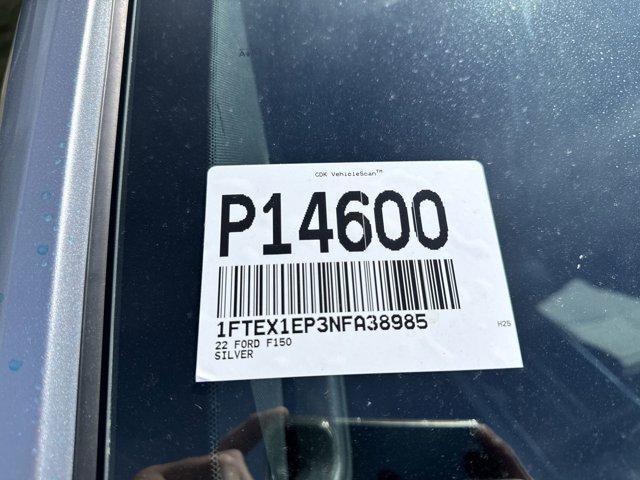 CDK VehicleScan™
P14600
1FTEX1EP3NFA38985
H25
22 FORD F150
SILVER